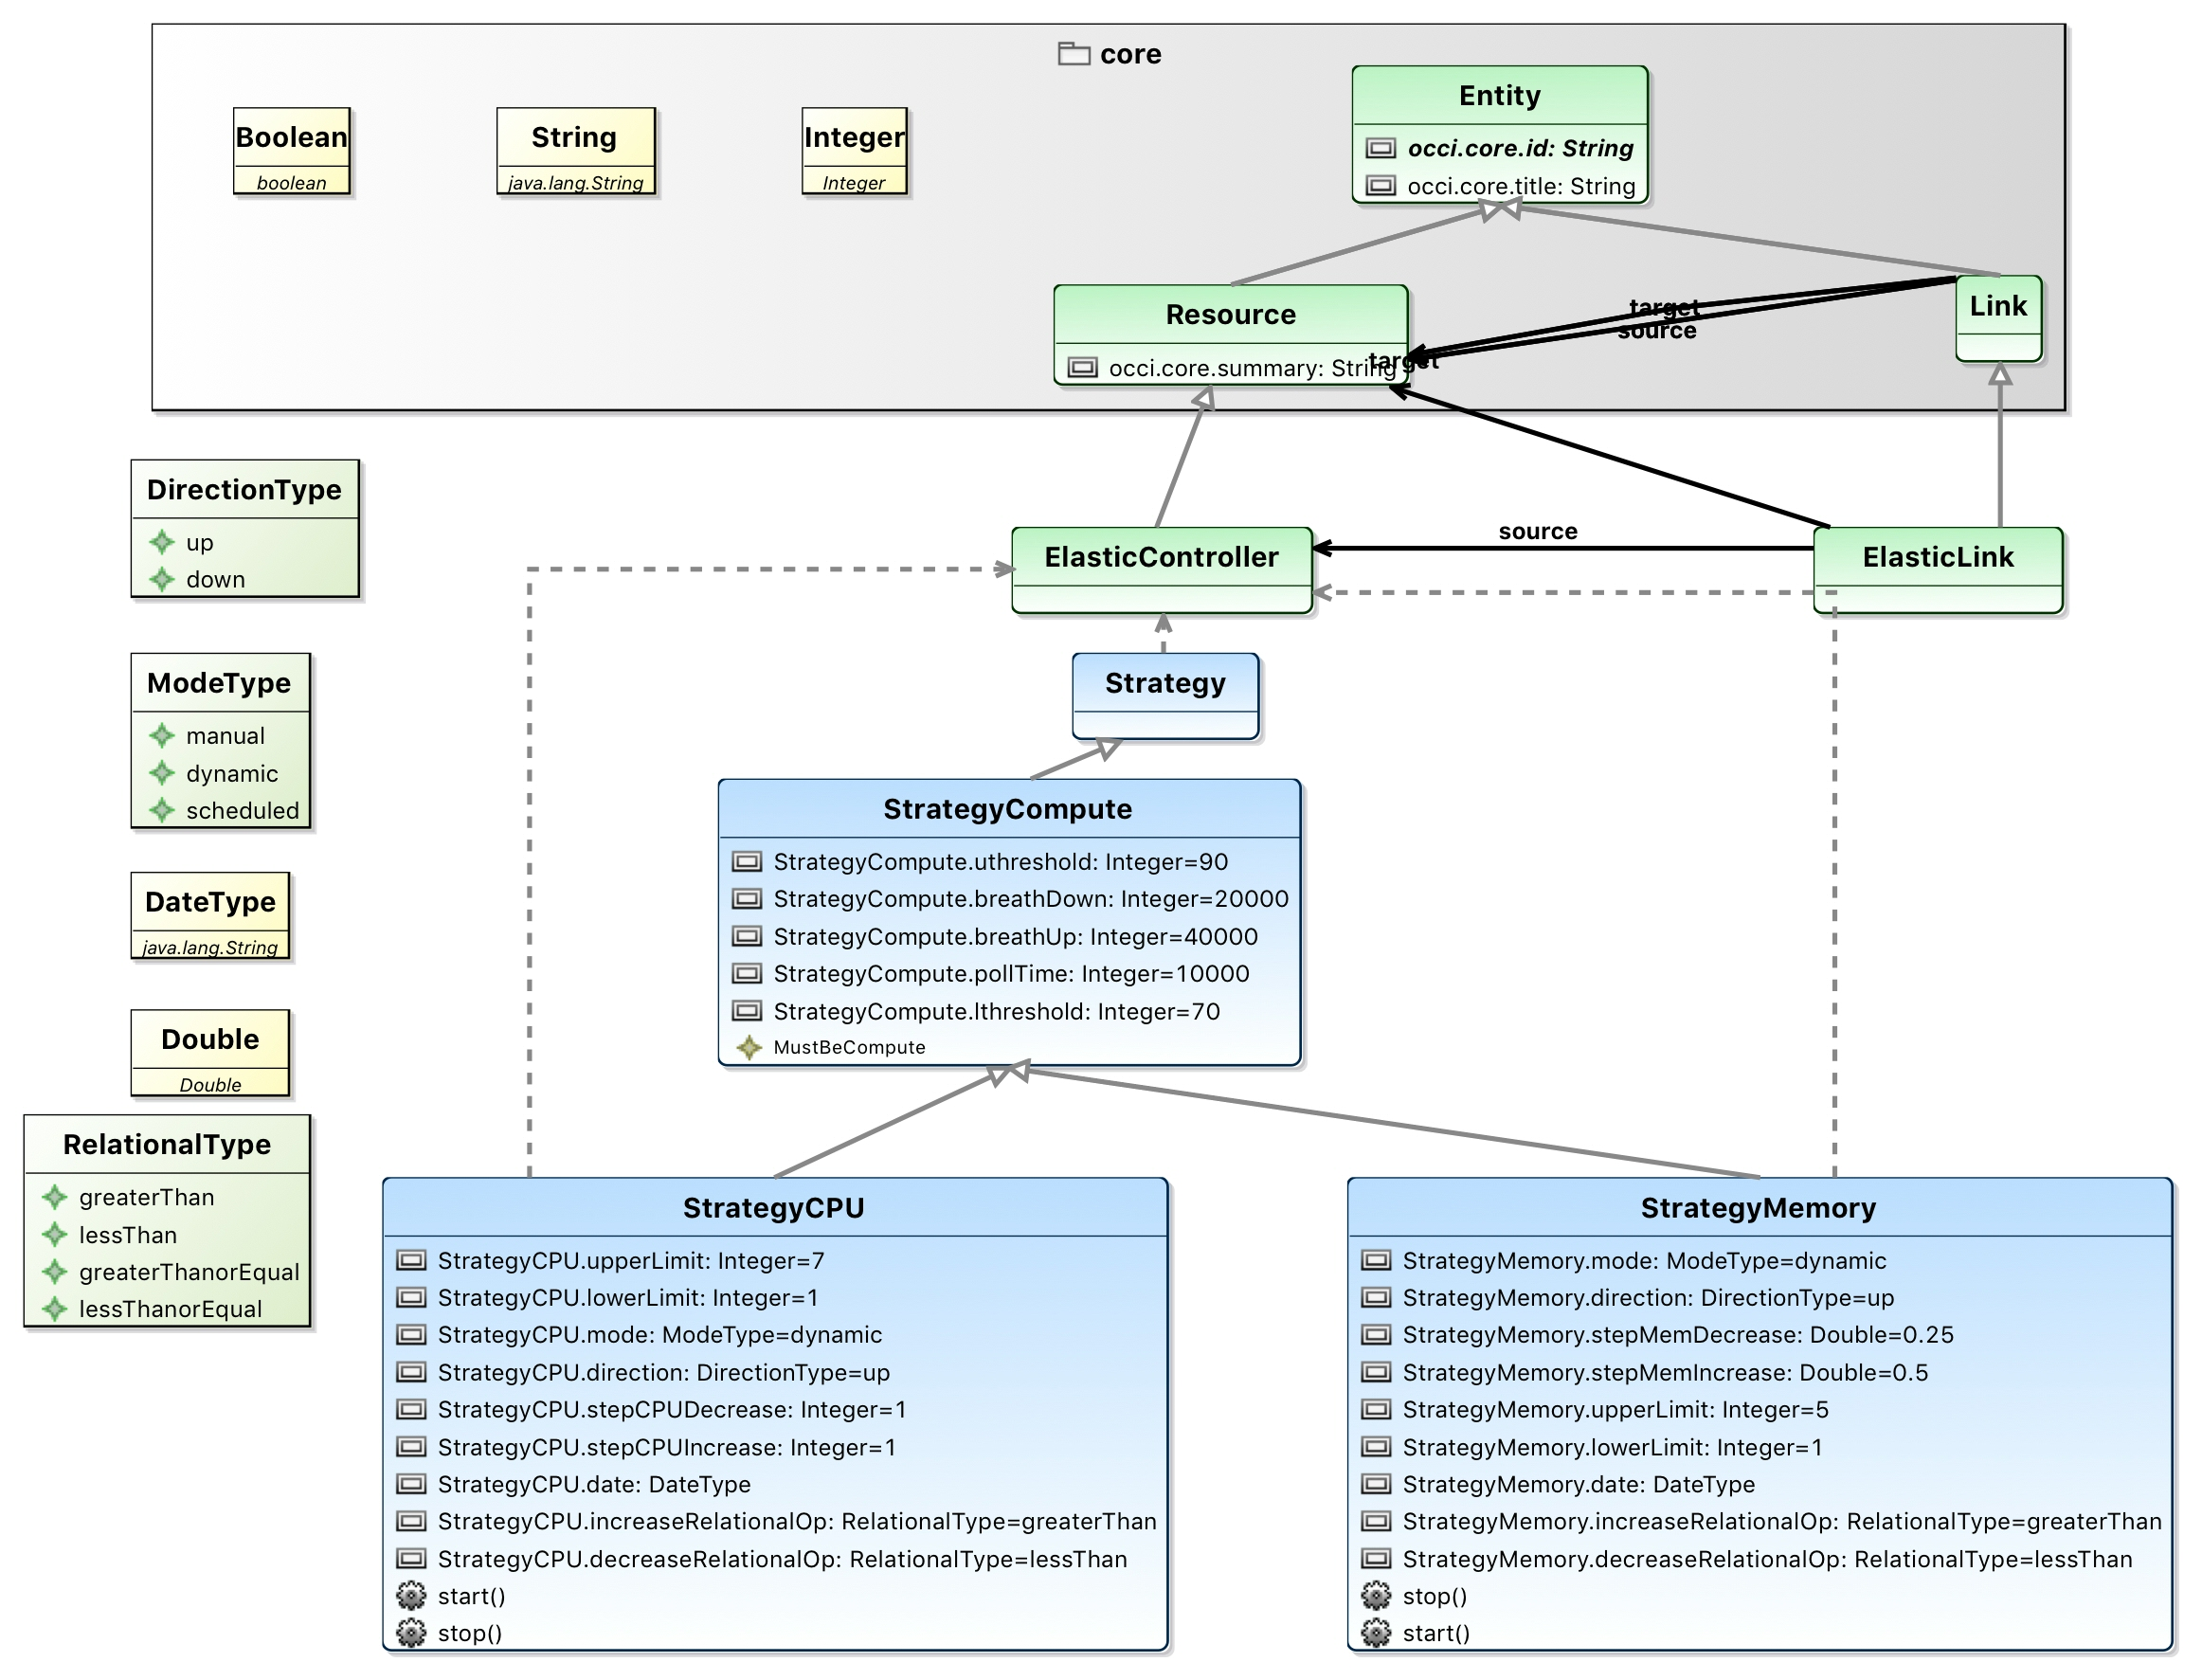 core
Boolean
boolean
String
java.lang.String
Integer
Integer
Entity
occi.core.id: String
occi.core.title: String
Resource
occi.core.summary: String
Link
target
source
target
DirectionType
up
down
ElasticController
source
ElasticLink
ModeType
manual
dynamic
scheduled
Strategy
StrategyCompute
StrategyCompute.uthreshold: Integer=90
StrategyCompute.breathDown: Integer=20000
StrategyCompute.breathUp: Integer=40000
StrategyCompute.pollTime: Integer=10000
StrategyCompute.lthreshold: Integer=70
MustBeCompute
DateType
java.lang.String
Double
Double
RelationalType
greaterThan
lessThan
greaterThanorEqual
lessThanorEqual
StrategyCPU
StrategyCPU.upperLimit: Integer=7
StrategyCPU.lowerLimit: Integer=1
StrategyCPU.mode: ModeType=dynamic
StrategyCPU.direction: DirectionType=up
StrategyCPU.stepCPUDecrease: Integer=1
StrategyCPU.stepCPUIncrease: Integer=1
StrategyCPU.date: DateType
StrategyCPU.increaseRelationalOp: RelationalType=greaterThan
StrategyCPU.decreaseRelationalOp: RelationalType=lessThan
start()
stop()
StrategyMemory
StrategyMemory.mode: ModeType=dynamic
StrategyMemory.direction: DirectionType=up
StrategyMemory.stepMemDecrease: Double=0.25
StrategyMemory.stepMemIncrease: Double=0.5
StrategyMemory.upperLimit: Integer=5
StrategyMemory.lowerLimit: Integer=1
StrategyMemory.date: DateType
StrategyMemory.increaseRelationalOp: RelationalType=greaterThan
StrategyMemory.decreaseRelationalOp: RelationalType=lessThan
stop()
start()